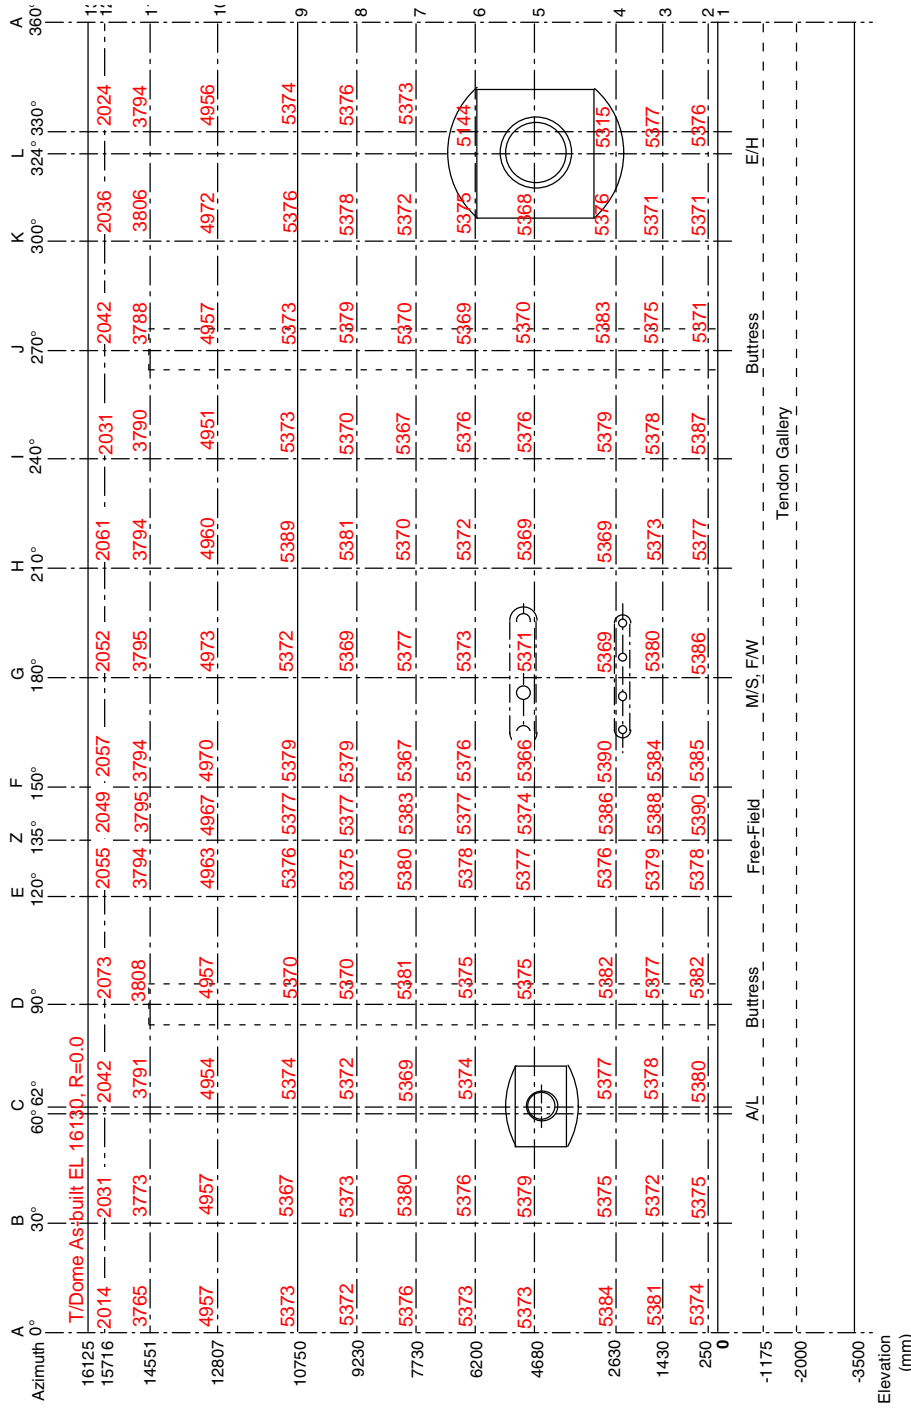 A B C D E Z F G H I J K L A
Azimuth 0° 30° 60° 62° 90° 120° 135° 150° 180° 210° 240° 270° 300° 324° 330° 360°
T/Dome As-built EL 16130, R=0.0
16125
15716 2014 2031 2042 2073 2055 2049 2057 2052 2061 2031 2042 2036 2024
14551 3765 3773 3791 3808 3794 3795 3794 3795 3794 3790 3788 3806 3794
12807 4957 4957 4954 4957 4963 4967 4970 4973 4960 4951 4957 4972 4956
10750 5373 5367 5374 5370 5376 5377 5379 5372 5389 5373 5373 5376 5374 9
9230 5372 5373 5372 5370 5375 5377 5379 5369 5381 5370 5379 5378 5376 8
7730 5376 5380 5369 5381 5380 5383 5367 5377 5370 5367 5370 5372 5373 7
6200 5373 5376 5374 5375 5378 5377 5376 5373 5372 5376 5369 5375 5144 6
4680 5373 5379 5375 5377 5374 5366 5371 5369 5376 5370 5368 5
2630 5384 5375 5377 5382 5376 5386 5390 5369 5369 5379 5383 5376 5315 4
1430 5381 5372 5378 5377 5379 5388 5384 5380 5373 5378 5375 5371 5377 3
250 5374 5375 5380 5382 5378 5390 5385 5386 5377 5387 5371 5371 5376 2
0 1
A/L Buttress Free-Field M/S, F/W Buttress E/H
-1175
Tendon Gallery
-2000
-3500
Elevation
(mm)